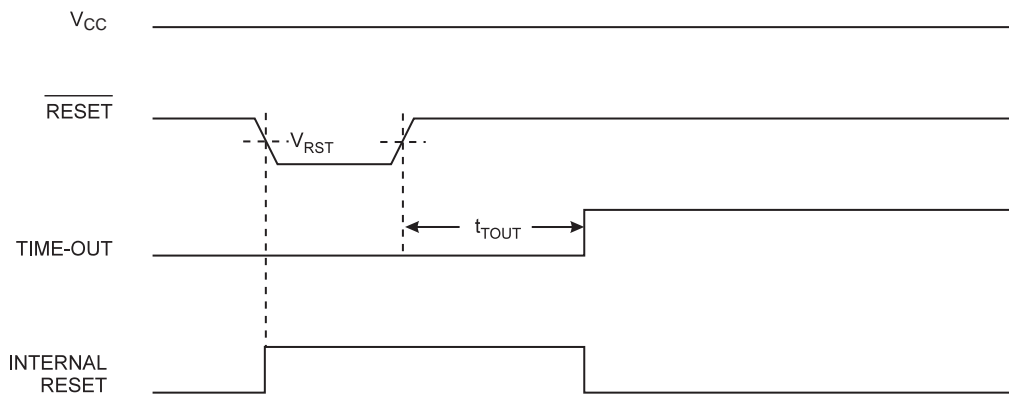 VCC
RESET
VRST
tTOUT
TIME-OUT
INTERNAL
RESET